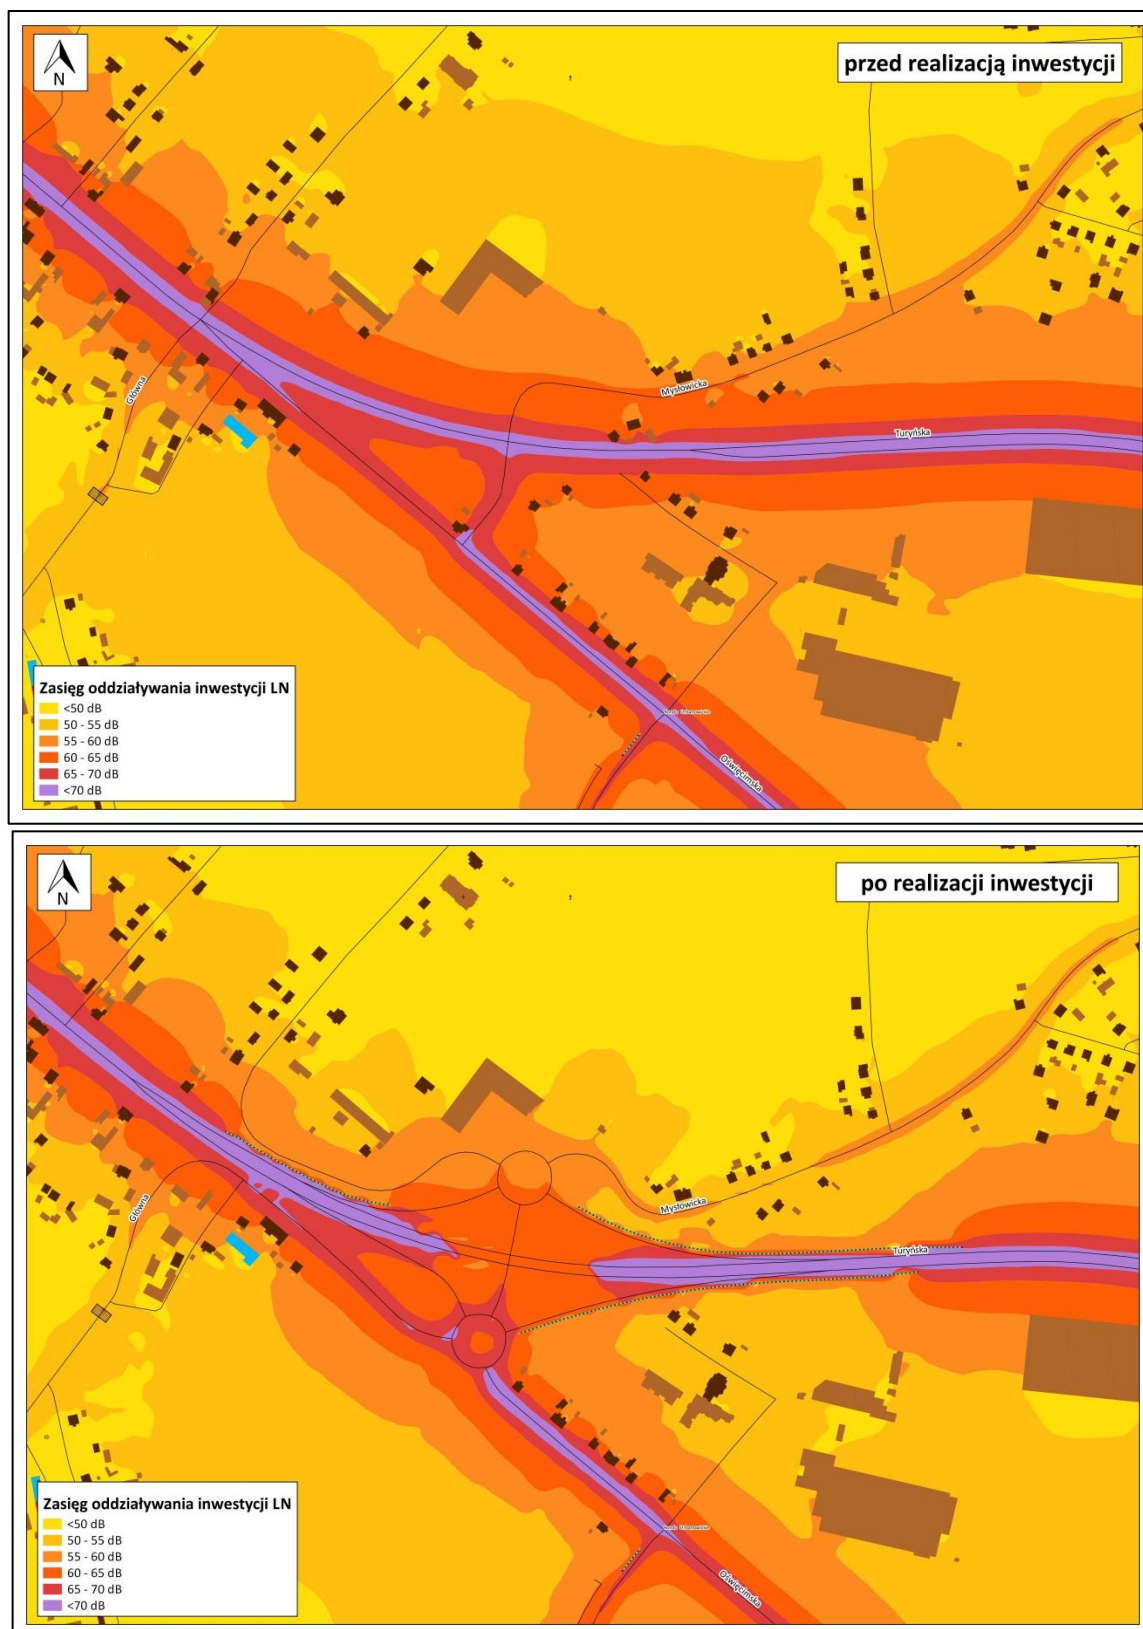 N
przed realizacją inwestycji
Główna
Mysłowicka
Turyńska
Oświęcimska
Zasięg oddziaływania inwestycji LN
<50 dB
50 - 55 dB
55 - 60 dB
60 - 65 dB
65 - 70 dB
<70 dB
N
po realizacji inwestycji
Główna
Mysłowicka
Turyńska
Oświęcimska
Zasięg oddziaływania inwestycji LN
<50 dB
50 - 55 dB
55 - 60 dB
60 - 65 dB
65 - 70 dB
<70 dB